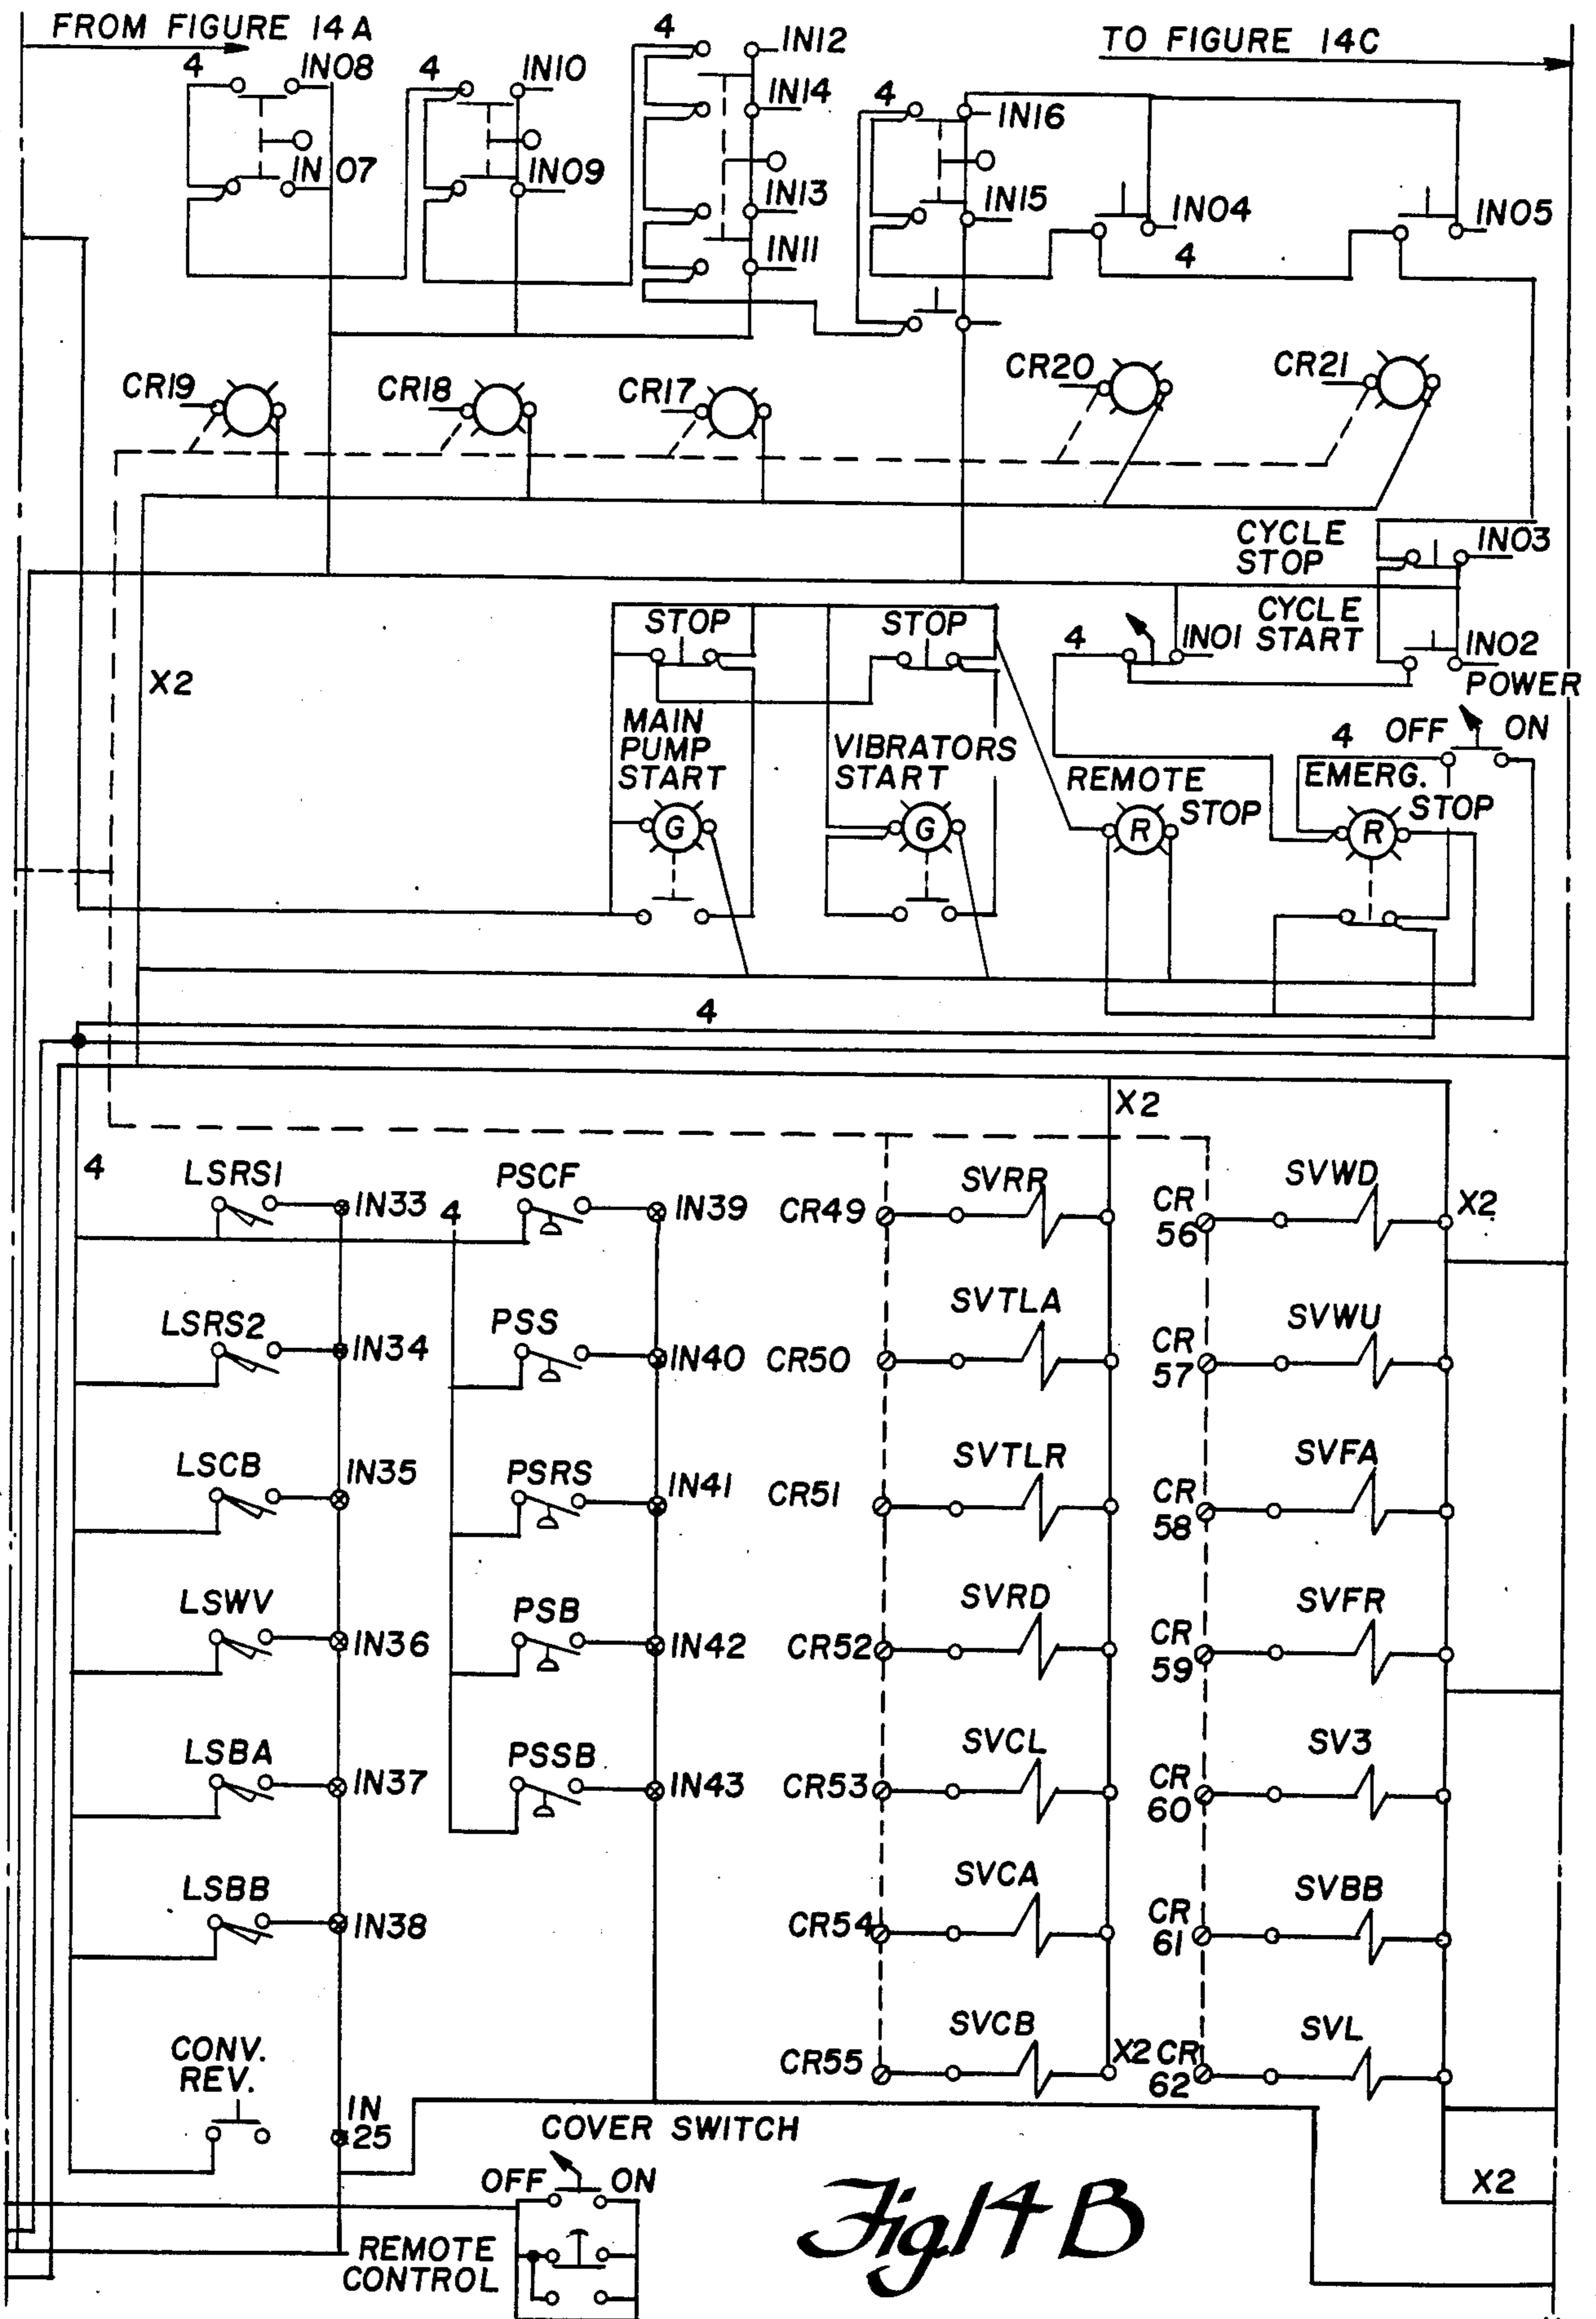 FROM FIGURE 14A
TO FIGURE 14C
4
IN08
4
IN10
4
IN12
IN14
4
IN16
IN 07
IN09
IN13
IN15
IN04
IN05
IN11
4
CR19
CR18
CR17
CR20
CR21
CYCLE
STOP
IN03
STOP
STOP
4
IN01
CYCLE
START
IN02
X2
POWER
MAIN
PUMP
START
VIBRATORS
START
4
OFF
ON
REMOTE
STOP
EMERG.
STOP
G
G
R
R
4
X2
4
LSRS1
IN33
4
PSCF
IN39
CR49
SVRR
CR
56
SVWD
X2
LSRS2
IN34
PSS
IN40
CR50
SVTLA
CR
57
SVWU
LSCB
IN35
PSRS
IN41
CR51
SVTLR
CR
58
SVFA
LSWV
IN36
PSB
IN42
CR52
SVRD
CR
59
SVFR
LSBA
IN37
PSSB
IN43
CR53
SVCL
CR
60
SV3
LSBB
IN38
CR54
SVCA
CR
61
SVBB
CONV.
REV.
IN
25
CR55
SVCB
X2
CR
62
SVL
COVER SWITCH
OFF
ON
X2
REMOTE
CONTROL
Fig14 B